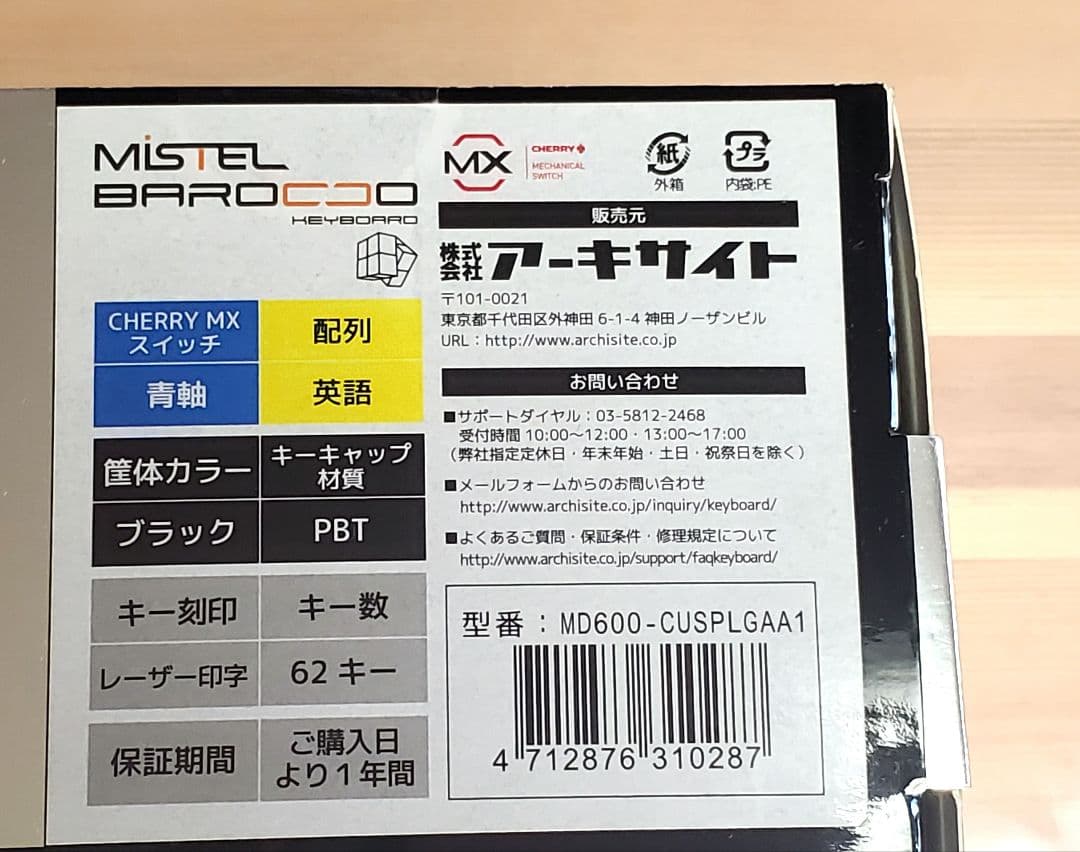 MiSTEL
BAROCCO
KEYBOARD
CHERRY MX
スイッチ
配列
青軸
英語
筐体カラー
キーキャップ
材質
ブラック
PBT
キー刻印
キー数
レーザー印字
62 キー
保証期間
ご購入日
より1年間
MX
CHERRY
MECHANICAL
SWITCH
紙
外箱
プラ
内袋:PE
販売元
株式
会社
アーキサイト
〒101-0021
東京都千代田区外神田 6-1-4 神田ノーザンビル
URL:http://www.archisite.co.jp
お問い合わせ
■サポートダイヤル:03-5812-2468
受付時間 10:00~12:00・13:00~17:00
(弊社指定定休日・年末年始・土日・祝祭日を除く)
■メールフォームからのお問い合わせ
http://www.archisite.co.jp/inquiry/keyboard/
■よくあるご質問・保証条件・修理規定について
http://www.archisite.co.jp/support/faqkeyboard/
型番:MD600-CUSPLGAA1
4 712876 310287